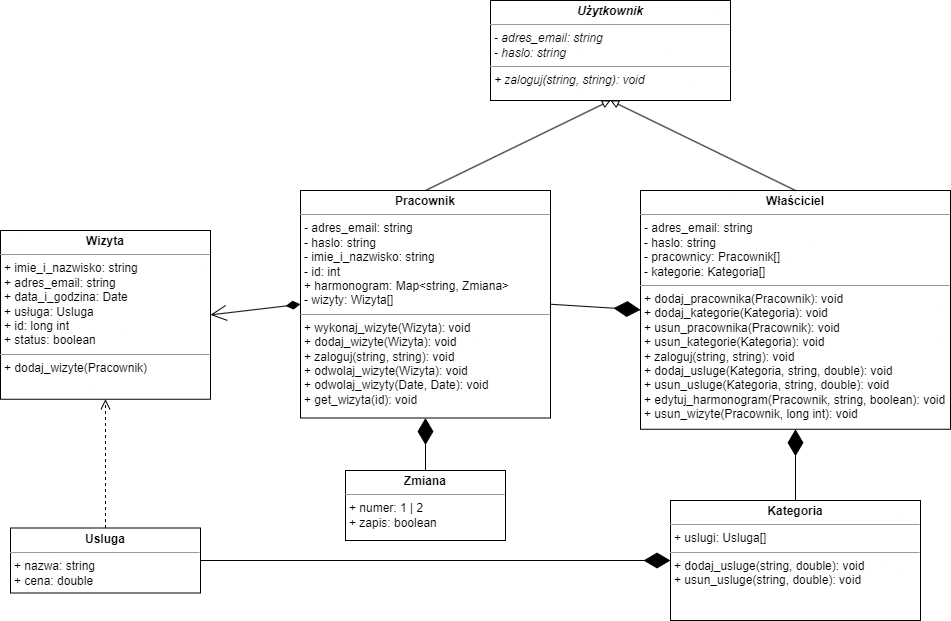 Użytkownik
- adres_email: string
- haslo: string
+ zaloguj(string, string): void
Pracownik
- adres_email: string
- haslo: string
- imie_i_nazwisko: string
- id: int
+ harmonogram: Map<string, Zmiana>
- wizyty: Wizyta[]
+ wykonaj_wizyte(Wizyta): void
+ dodaj_wizyte(Wizyta): void
+ zaloguj(string, string): void
+ odwolaj_wizyte(Wizyta): void
+ odwolaj_wizyty(Date, Date): void
+ get_wizyta(id): void
Właściciel
- adres_email: string
- haslo: string
- pracownicy: Pracownik[]
- kategorie: Kategoria[]
+ dodaj_pracownika(Pracownik): void
+ dodaj_kategorie(Kategoria): void
+ usun_pracownika(Pracownik): void
+ usun_kategorie(Kategoria): void
+ zaloguj(string, string): void
+ dodaj_usluge(Kategoria, string, double): void
+ usun_usluge(Kategoria, string, double): void
+ edytuj_harmonogram(Pracownik, string, boolean): void
+ usun_wizyte(Pracownik, long int): void
Wizyta
+ imie_i_nazwisko: string
+ adres_email: string
+ data_i_godzina: Date
+ usługa: Usluga
+ id: long int
+ status: boolean
+ dodaj_wizyte(Pracownik)
Zmiana
+ numer: 1 | 2
+ zapis: boolean
Usluga
+ nazwa: string
+ cena: double
Kategoria
+ uslugi: Usluga[]
+ dodaj_usluge(string, double): void
+ usun_usluge(string, double): void